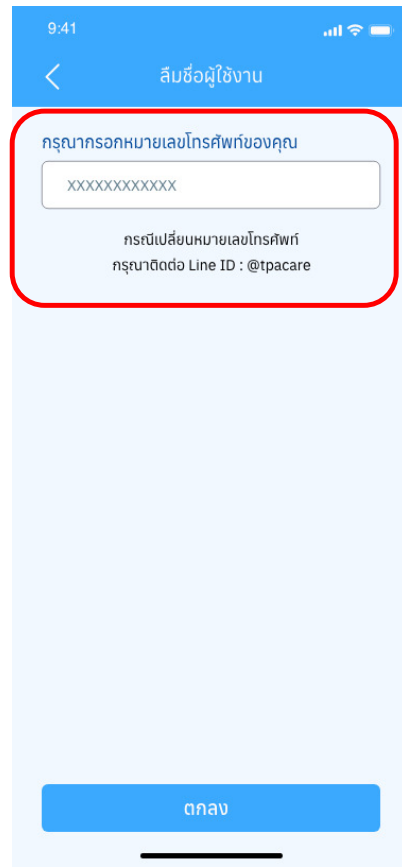 9:41
ลืมชื่อผู้ใช้งาน
กรุณากรอกหมายเลขโทรศัพท์ของคุณ
XXXXXXXXXXXX
กรณีเปลี่ยนหมายเลขโทรศัพท์
กรุณาติดต่อ Line ID : @tpacare
ตกลง